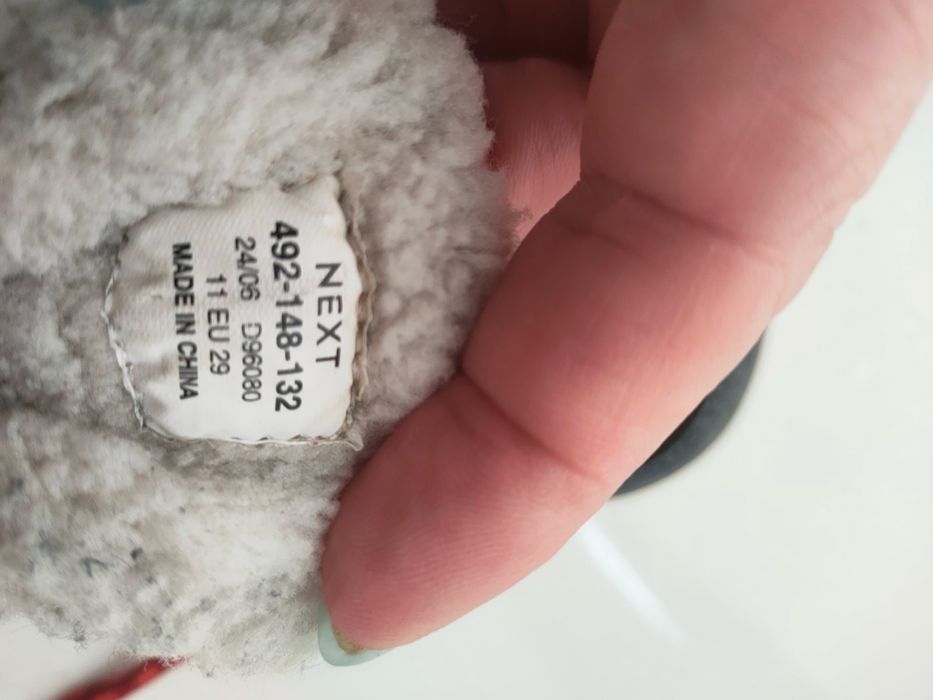 NEXT
492-148-132
24/06 D96080
11 EU 29
MADE IN CHINA